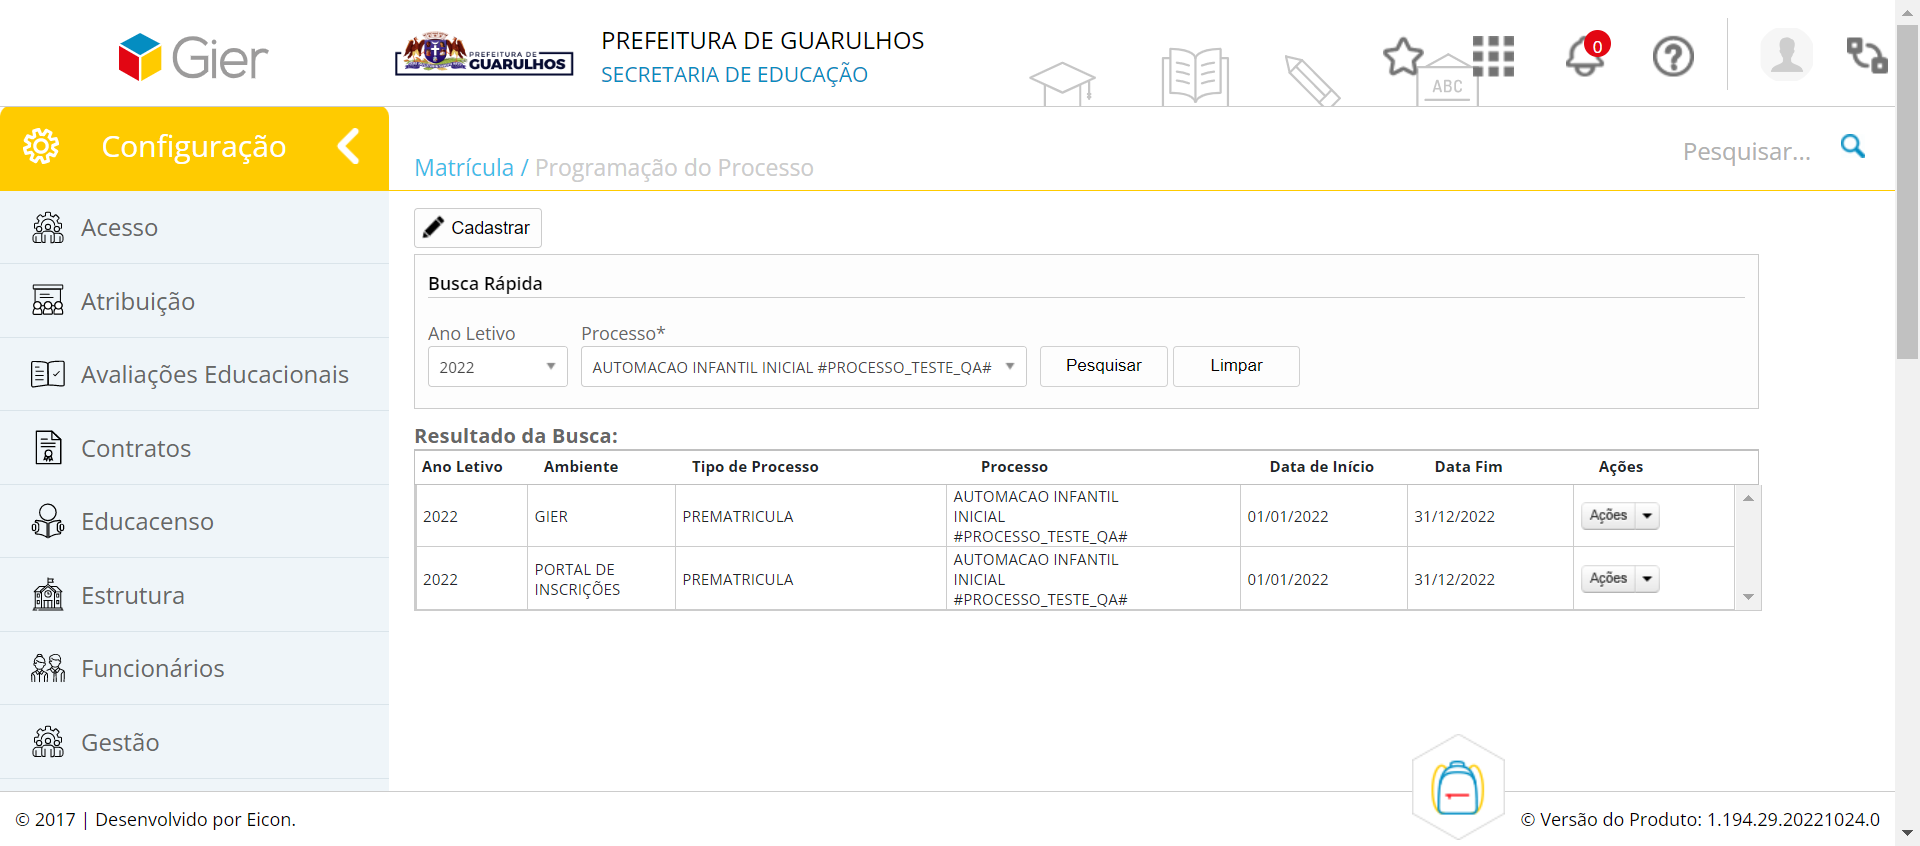 Gier
PREFEITURA DE
GUARULHOS
PREFEITURA DE GUARULHOS
SECRETARIA DE EDUCAÇÃO
ABC
0
Configuração
Matrícula / Programação do Processo
Pesquisar...
Acesso
Atribuição
Avaliações Educacionais
Contratos
Educacenso
Estrutura
Funcionários
Gestão
Cadastrar
Busca Rápida
Ano Letivo Processo*
2022 AUTOMACAO INFANTIL INICIAL #PROCESSO_TESTE_QA# Pesquisar Limpar
Resultado da Busca:
Ano Letivo Ambiente Tipo de Processo Processo Data de Início Data Fim Ações
2022 GIER PREMATRICULA AUTOMACAO INFANTIL
INICIAL
#PROCESSO_TESTE_QA# 01/01/2022 31/12/2022 Ações
2022 PORTAL DE
INSCRIÇÕES PREMATRICULA AUTOMACAO INFANTIL
INICIAL
#PROCESSO_TESTE_QA# 01/01/2022 31/12/2022 Ações
© 2017 | Desenvolvido por Eicon.
© Versão do Produto: 1.194.29.20221024.0